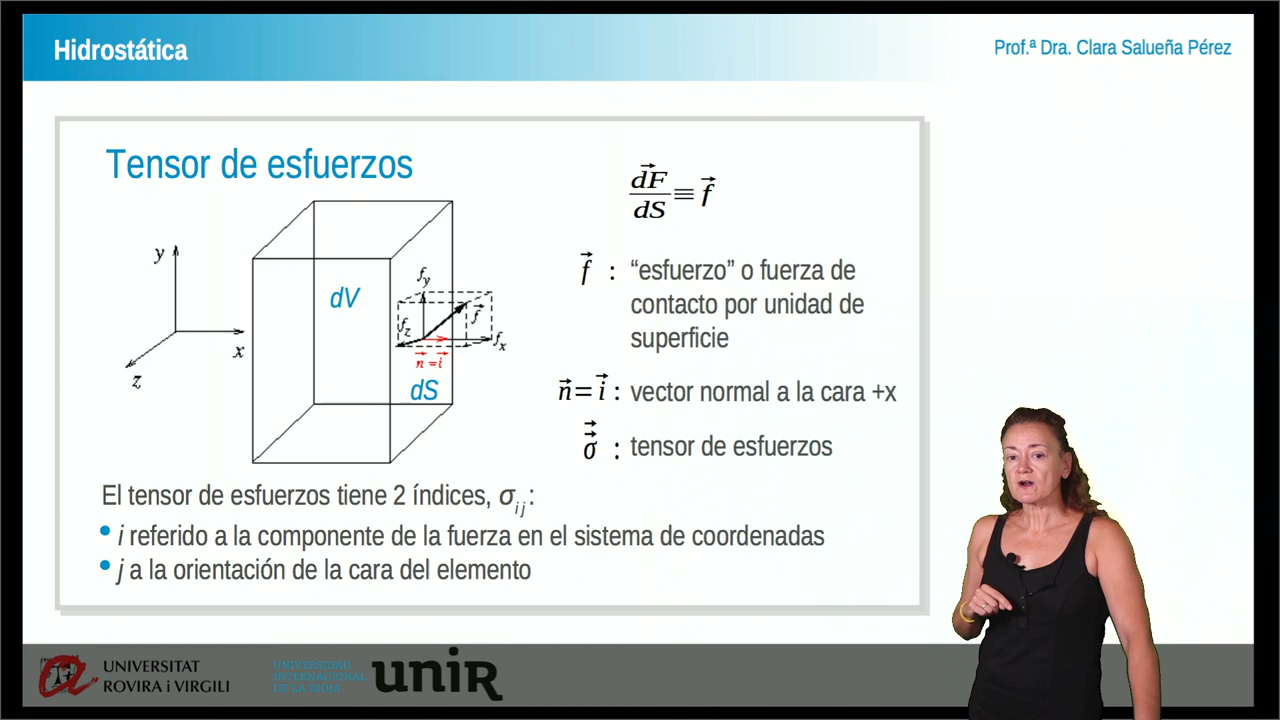 Hidrostática
Prof.ª Dra. Clara Salueña Pérez
Tensor de esfuerzos
dF⃗/dS ≡ f⃗
f⃗ : “esfuerzo” o fuerza de
contacto por unidad de
superficie
n⃗=i⃗ : vector normal a la cara +x
σ⃗⃗ : tensor de esfuerzos
y
x
z
dV
f_y
f⃗
f_z
f_x
n⃗=i⃗
dS
El tensor de esfuerzos tiene 2 índices, σ_ij:
• i referido a la componente de la fuerza en el sistema de coordenadas
• j a la orientación de la cara del elemento
UNIVERSITAT
ROVIRA i VIRGILI
UNIVERSIDAD
INTERNACIONAL
DE LA RIOJA
unir